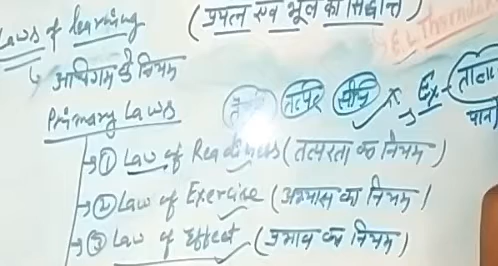 Laws of learning (प्रयत्न एवं भूल का सिद्धान्त)
E.L Thorndike
अधिगम के नियम
Primary Laws तत्पर सीख Ex-
→① Law of Readiness (तत्परता का नियम)
→② Law of Exercise (अभ्यास का नियम)
→③ Law of Effect (प्रभाव का नियम)